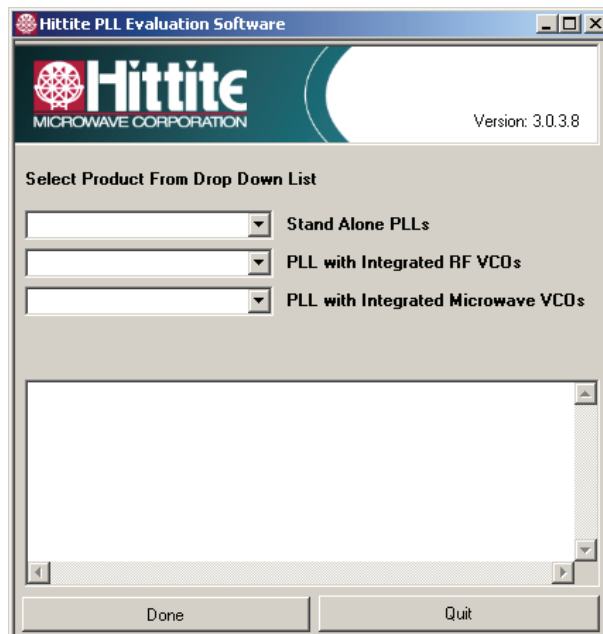 Hittite PLL Evaluation Software
Hittite
MICROWAVE CORPORATION
Version: 3.0.3.8
Select Product From Drop Down List
Stand Alone PLLs
PLL with Integrated RF VCOs
PLL with Integrated Microwave VCOs
Done
Quit